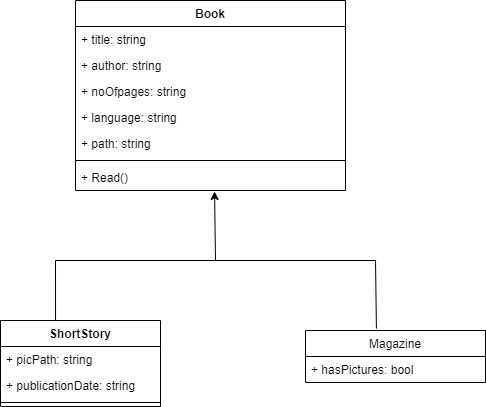 Book
+ title: string
+ author: string
+ noOfpages: string
+ language: string
+ path: string
+ Read()
ShortStory
+ picPath: string
+ publicationDate: string
Magazine
+ hasPictures: bool